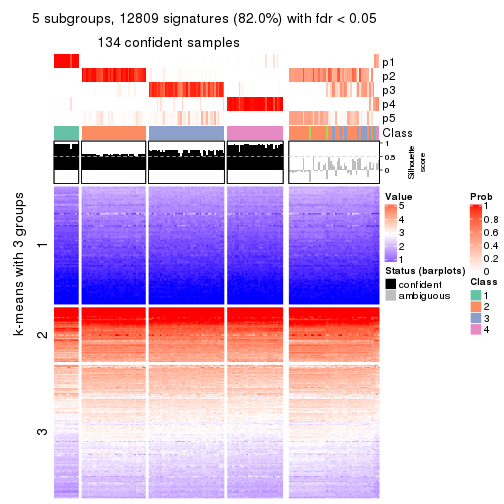 5 subgroups, 12809 signatures (82.0%) with fdr < 0.05
134 confident samples
p1
p2
p3
p4
p5
Class
1
0.5
0
Silhouette
score
k-means with 3 groups
1
2
3
Value
5
4
3
2
1
Status (barplots)
confident
ambiguous
Prob
1
0.8
0.6
0.4
0.2
0
Class
1
2
3
4